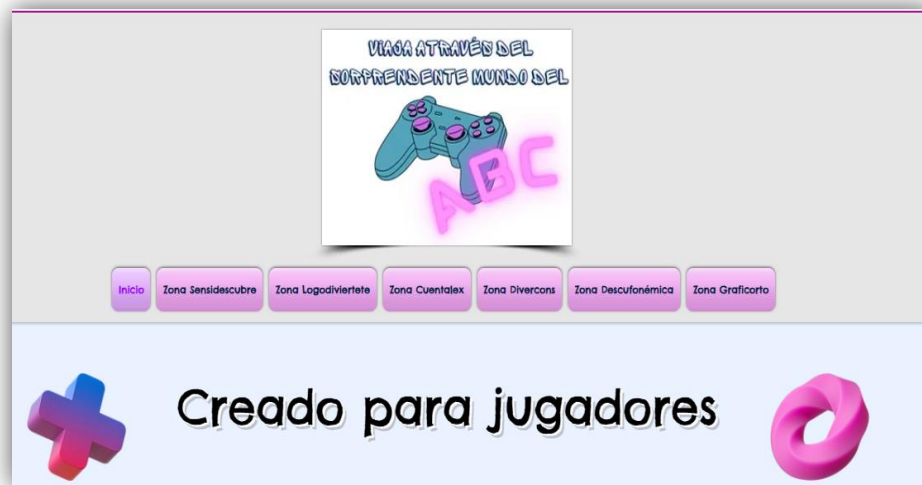 VIAJA ATRAVÉS DEL
SORPRENDENTE MUNDO DEL
ABC
Inicio
Zona Sensidescubre
Zona Logodiviertete
Zona Cuentalex
Zona Divercons
Zona Descufonémica
Zona Graficorto
Creado para jugadores